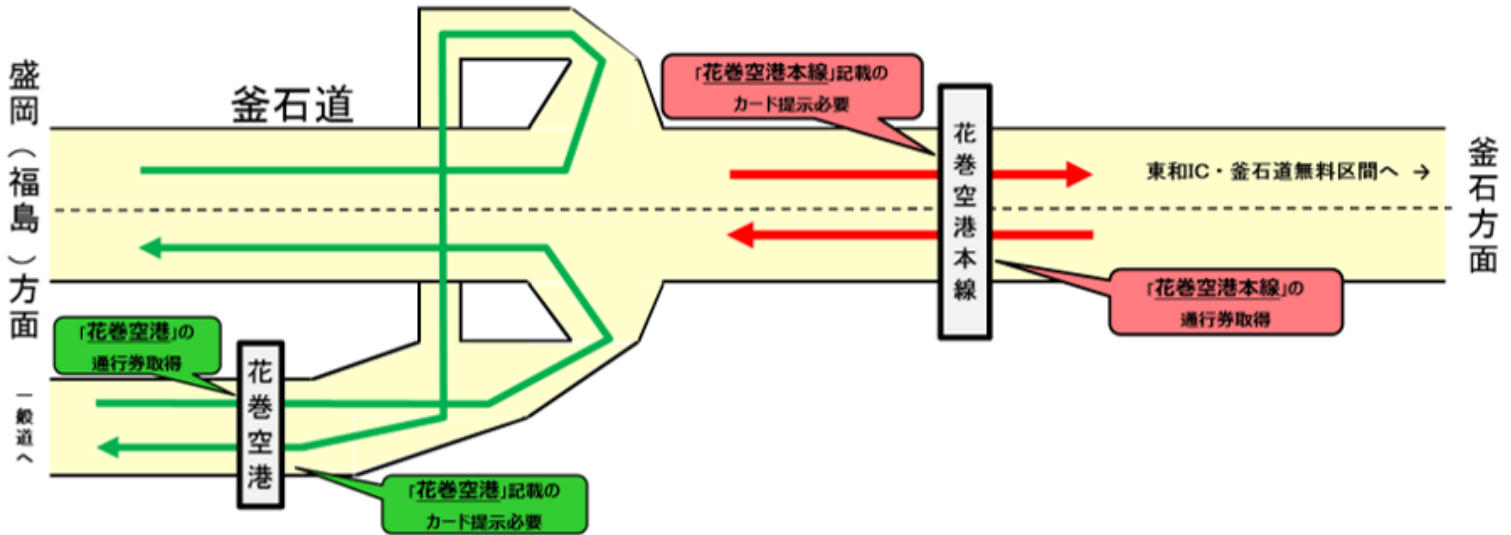 盛岡（福島）方面
釜石道
「花巻空港本線」記載の
カード提示必要
花巻空港本線
東和IC・釜石道無料区間へ →
釜石方面
「花巻空港本線」の
通行券取得
「花巻空港」の
通行券取得
一般道へ
花巻空港
「花巻空港」記載の
カード提示必要